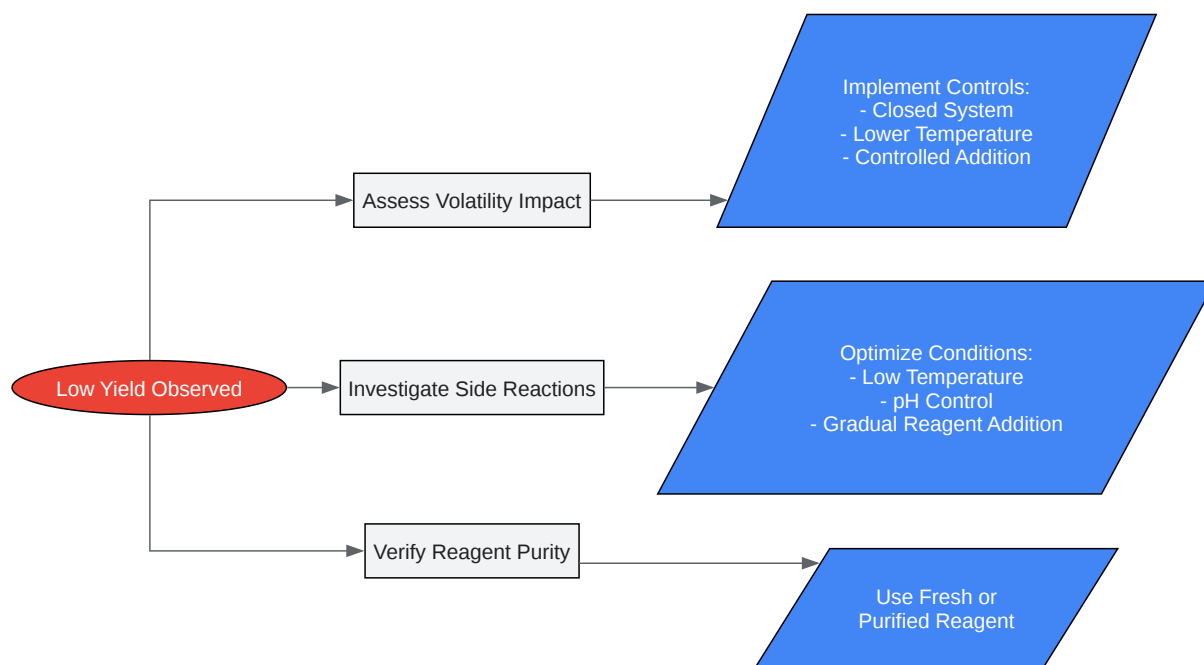 Implement Controls:
- Closed System
- Lower Temperature
- Controlled Addition
Assess Volatility Impact
Optimize Conditions:
- Low Temperature
- pH Control
- Gradual Reagent Addition
Low Yield Observed
Investigate Side Reactions
Verify Reagent Purity
Use Fresh or
Purified Reagent